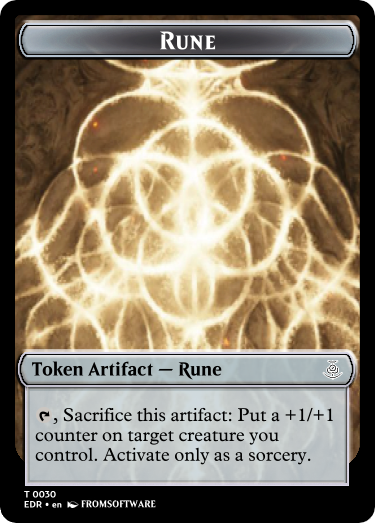 Rune
Token Artifact — Rune
, Sacrifice this artifact: Put a +1/+1
counter on target creature you
control. Activate only as a sorcery.
T 0030
EDR • en FROMSOFTWARE